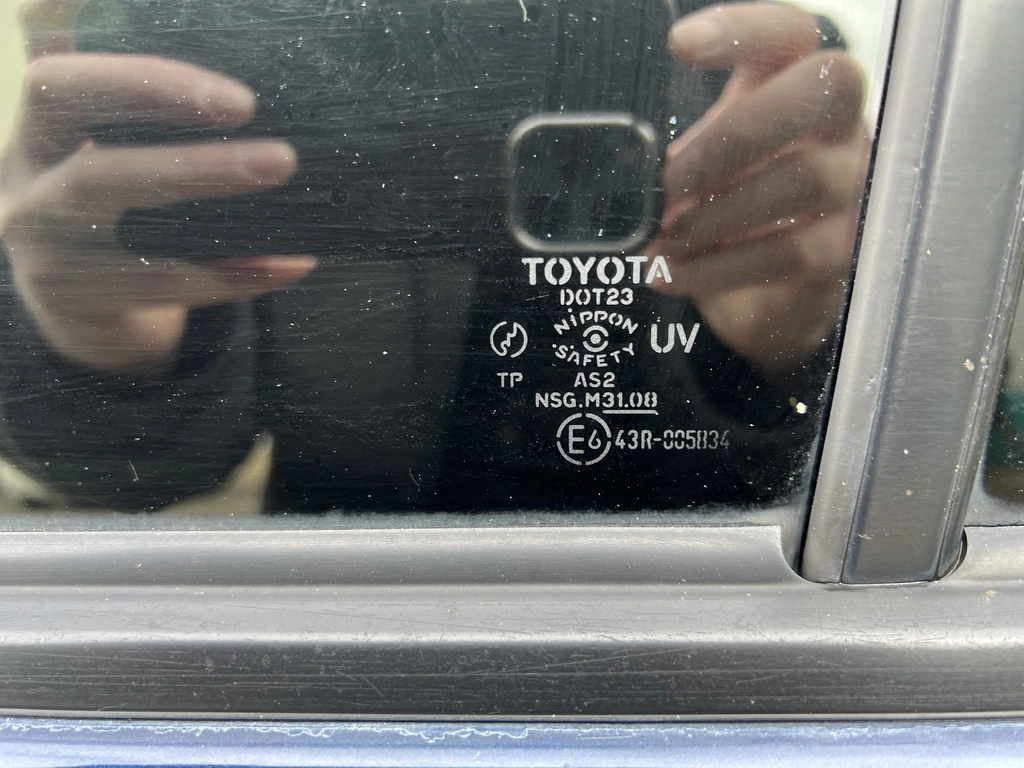 TOYOTA
DOT23
NIPPON
SAFETY
UV
TP
AS2
NSG.M31.08
E6 43R-005834